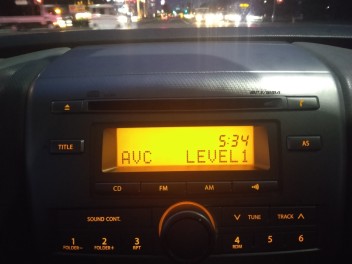 TITLE
5:34
AVC LEVEL1
AS
CD FM AM
SOUND CONT.
TUNE TRACK
1 2 3 4 5 6
FOLDER− FOLDER+ RPT RDM